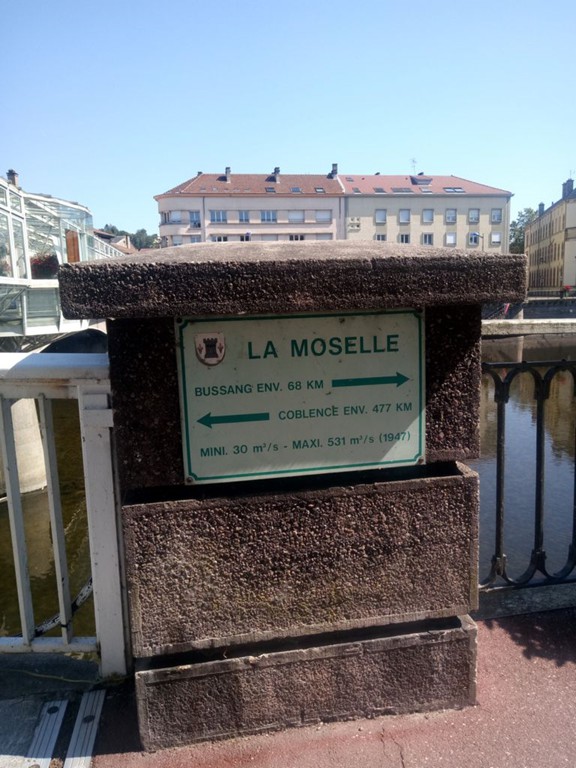 LA MOSELLE
BUSSANG ENV. 68 KM
COBLENCE ENV. 477 KM
MINI. 30 m³/s - MAXI. 531 m³/s (1947)